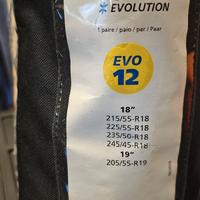 EVOLUTION
1 paire / paio / par / Paar
EVO
12
18"
215/55-R18
225/55-R18
235/50-R18
245/45-R18
19"
205/55-R19